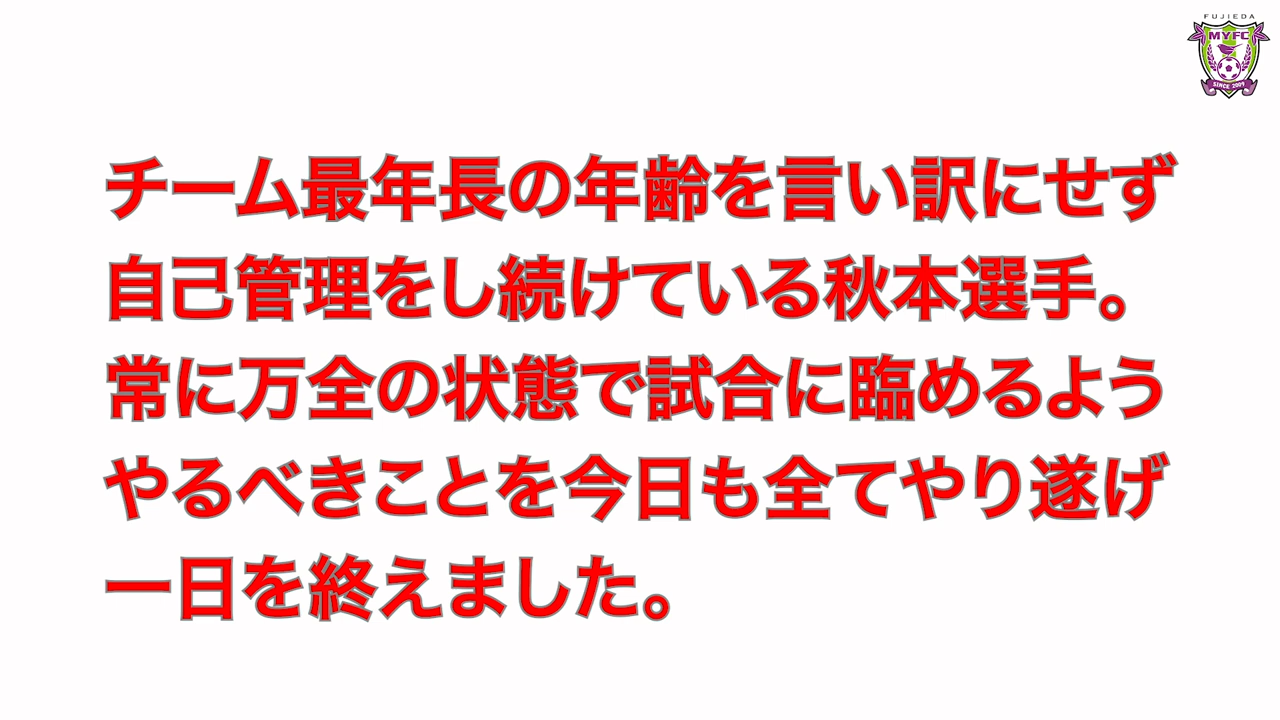 FUJIEDA
MYFC
SINCE 2009
チーム最年長の年齢を言い訳にせず
自己管理をし続けている秋本選手。
常に万全の状態で試合に臨めるよう
やるべきことを今日も全てやり遂げ
一日を終えました。